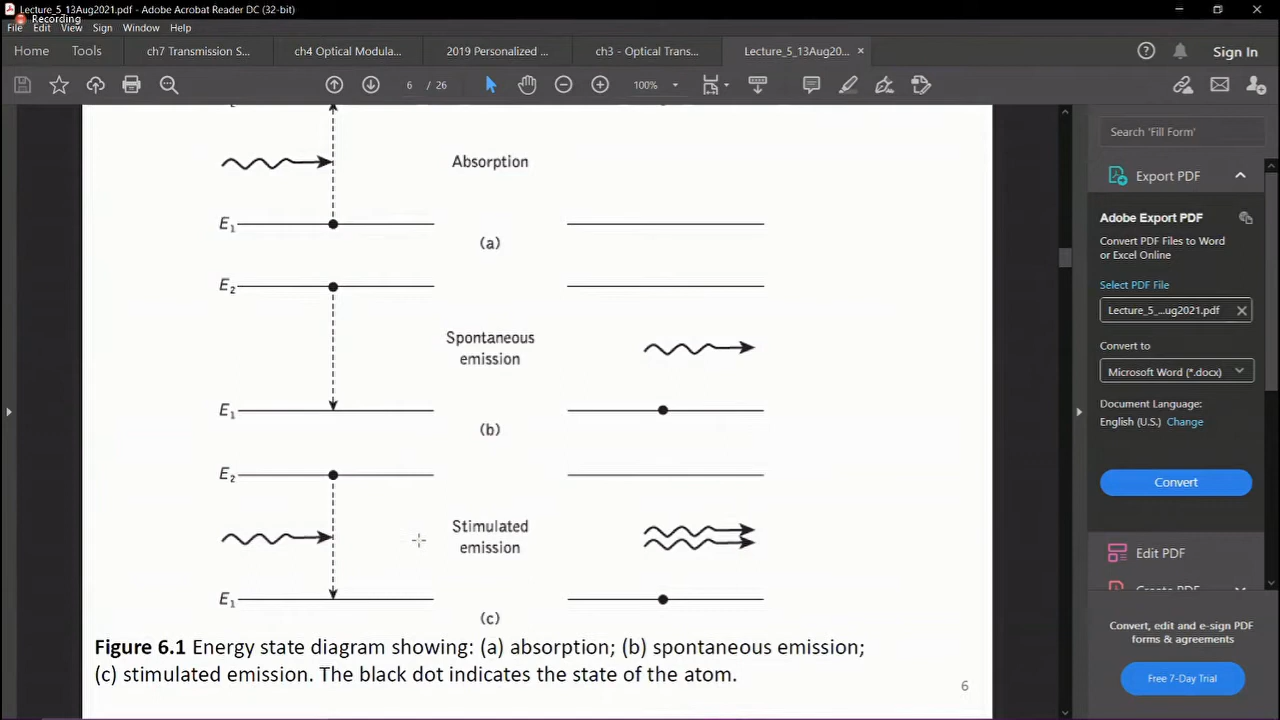 Lecture_5_13Aug2021.pdf - Adobe Acrobat Reader DC (32-bit)
Recording
File Edit View Sign Window Help
Home Tools ch7 Transmission S... ch4 Optical Modula... 2019 Personalized ... ch3 - Optical Trans... Lecture_5_13Aug20... × Sign In
6 / 26 100%
Absorption
E1
(a)
E2
Spontaneous
emission
E1
(b)
E2
Stimulated
emission
E1
(c)
Figure 6.1 Energy state diagram showing: (a) absorption; (b) spontaneous emission;
(c) stimulated emission. The black dot indicates the state of the atom.
6
Search 'Fill Form'
Export PDF
Adobe Export PDF
Convert PDF Files to Word
or Excel Online
Select PDF File
Lecture_5_...ug2021.pdf
Convert to
Microsoft Word (*.docx)
Document Language:
English (U.S.) Change
Convert
Edit PDF
Create PDF
Convert, edit and e-sign PDF
forms & agreements
Free 7-Day Trial